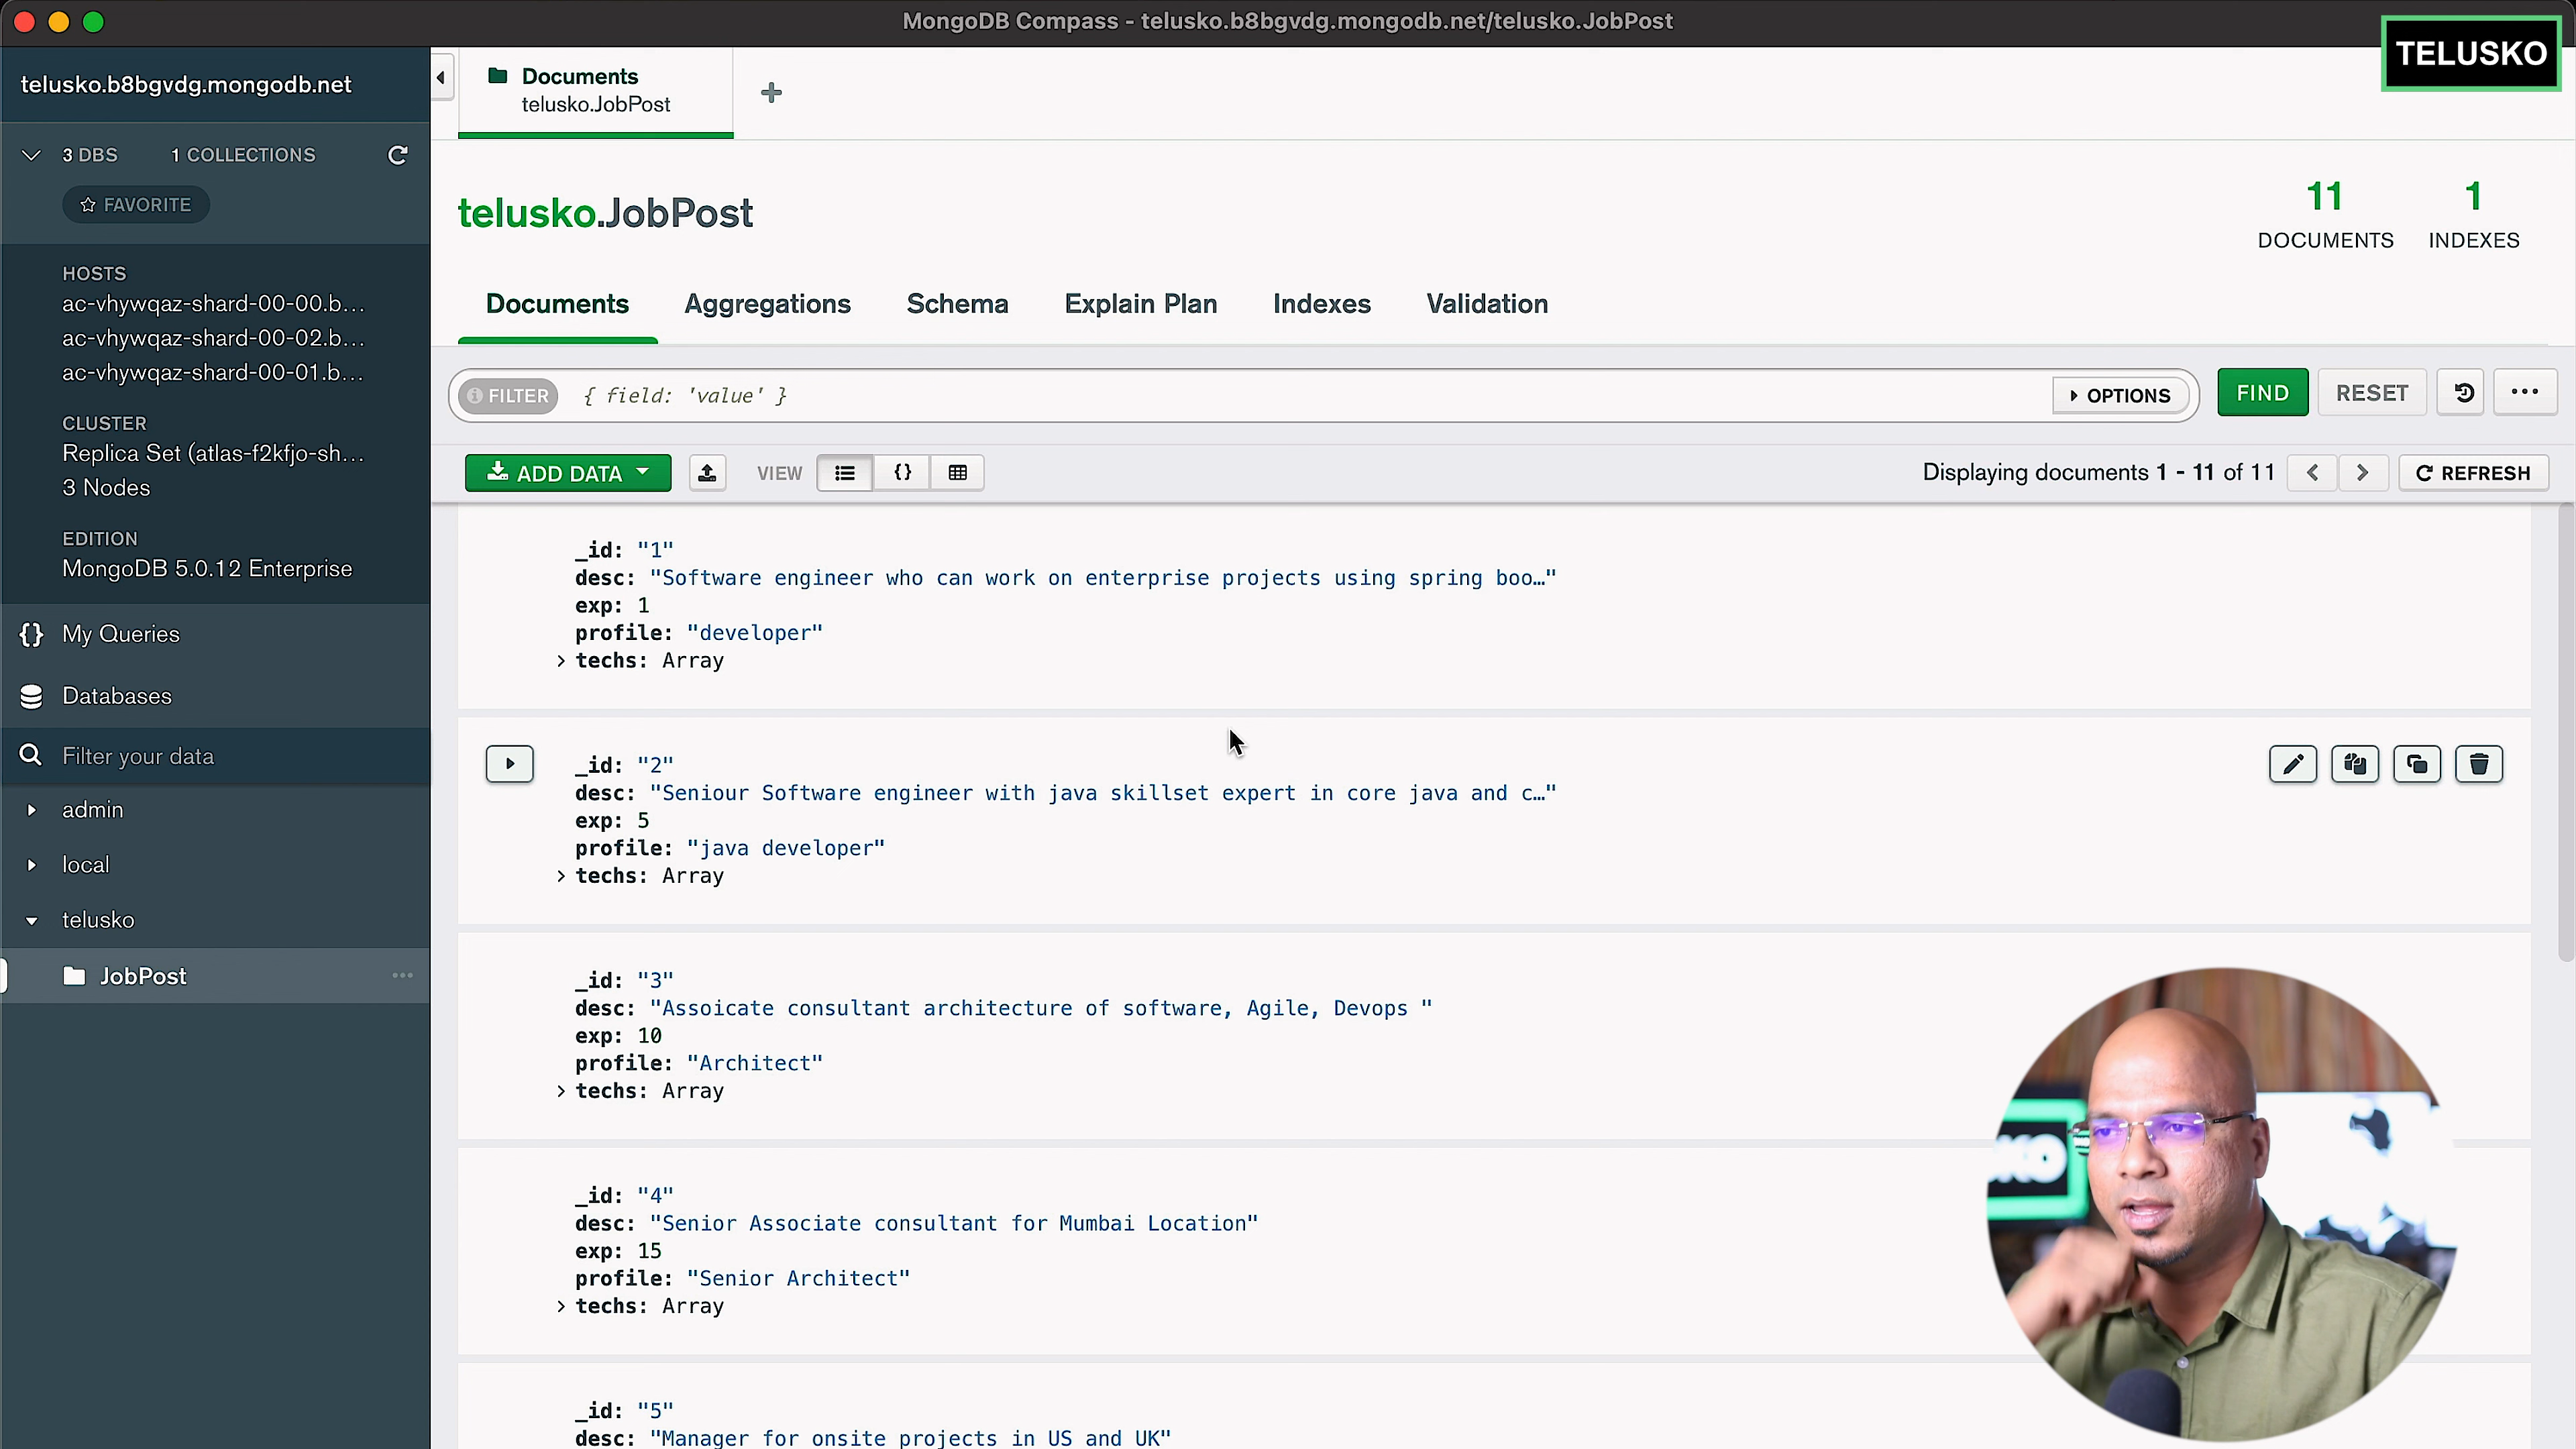 MongoDB Compass - telusko.b8bgvdg.mongodb.net/telusko.JobPost
TELUSKO
telusko.b8bgvdg.mongodb.net
Documents
telusko.JobPost
3 DBS 1 COLLECTIONS
FAVORITE
telusko.JobPost
11
DOCUMENTS
1
INDEXES
HOSTS
ac-vhywqaz-shard-00-00.b...
ac-vhywqaz-shard-00-02.b...
ac-vhywqaz-shard-00-01.b...
CLUSTER
Replica Set (atlas-f2kfjo-sh...
3 Nodes
EDITION
MongoDB 5.0.12 Enterprise
My Queries
Databases
Filter your data
admin
local
telusko
JobPost
Documents Aggregations Schema Explain Plan Indexes Validation
FILTER { field: 'value' } OPTIONS FIND RESET
ADD DATA VIEW {} Displaying documents 1 - 11 of 11 REFRESH
_id: "1"
desc: "Software engineer who can work on enterprise projects using spring boo…"
exp: 1
profile: "developer"
techs: Array
_id: "2"
desc: "Seniour Software engineer with java skillset expert in core java and c…"
exp: 5
profile: "java developer"
techs: Array
_id: "3"
desc: "Assoicate consultant architecture of software, Agile, Devops "
exp: 10
profile: "Architect"
techs: Array
_id: "4"
desc: "Senior Associate consultant for Mumbai Location"
exp: 15
profile: "Senior Architect"
techs: Array
_id: "5"
desc: "Manager for onsite projects in US and UK"